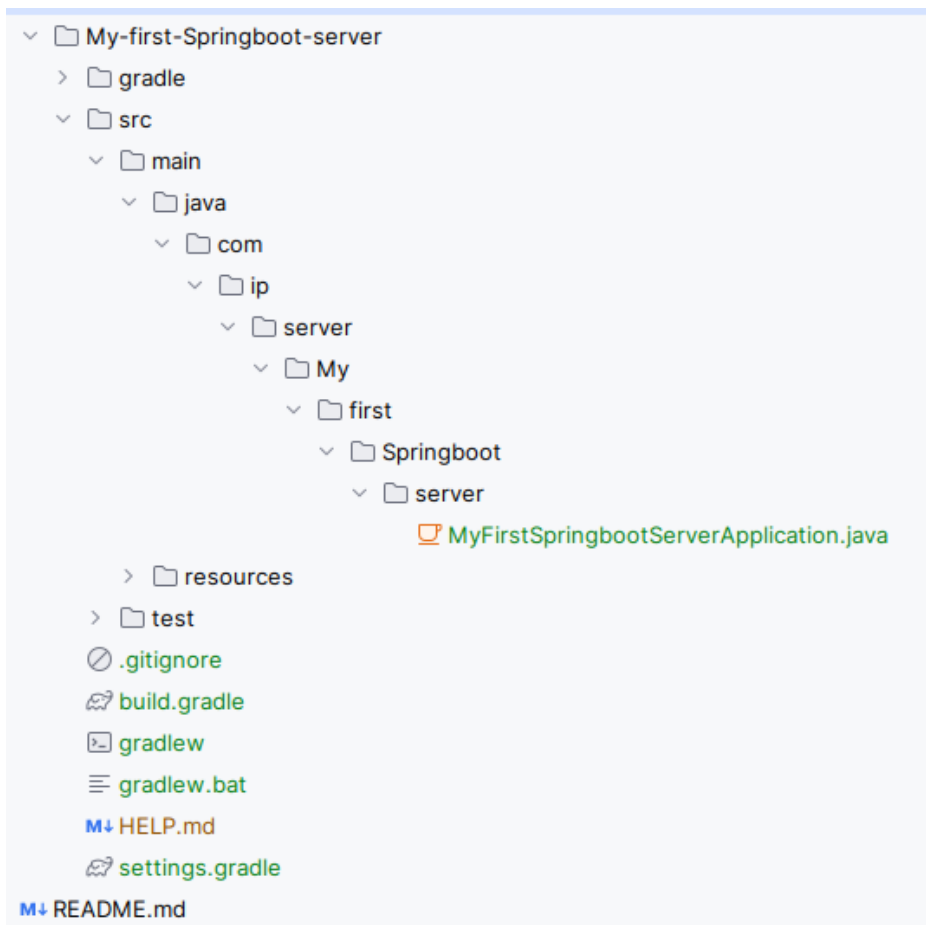 My-first-Springboot-server
gradle
src
main
java
com
ip
server
My
first
Springboot
server
MyFirstSpringbootServerApplication.java
resources
test
.gitignore
build.gradle
gradlew
gradlew.bat
M↓ HELP.md
settings.gradle
M↓ README.md